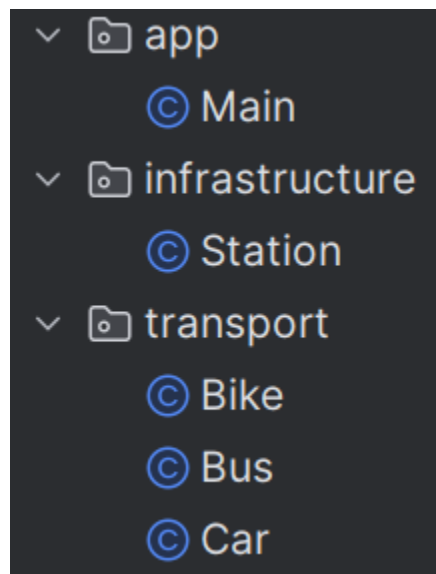 app
© Main
infrastructure
© Station
transport
© Bike
© Bus
© Car